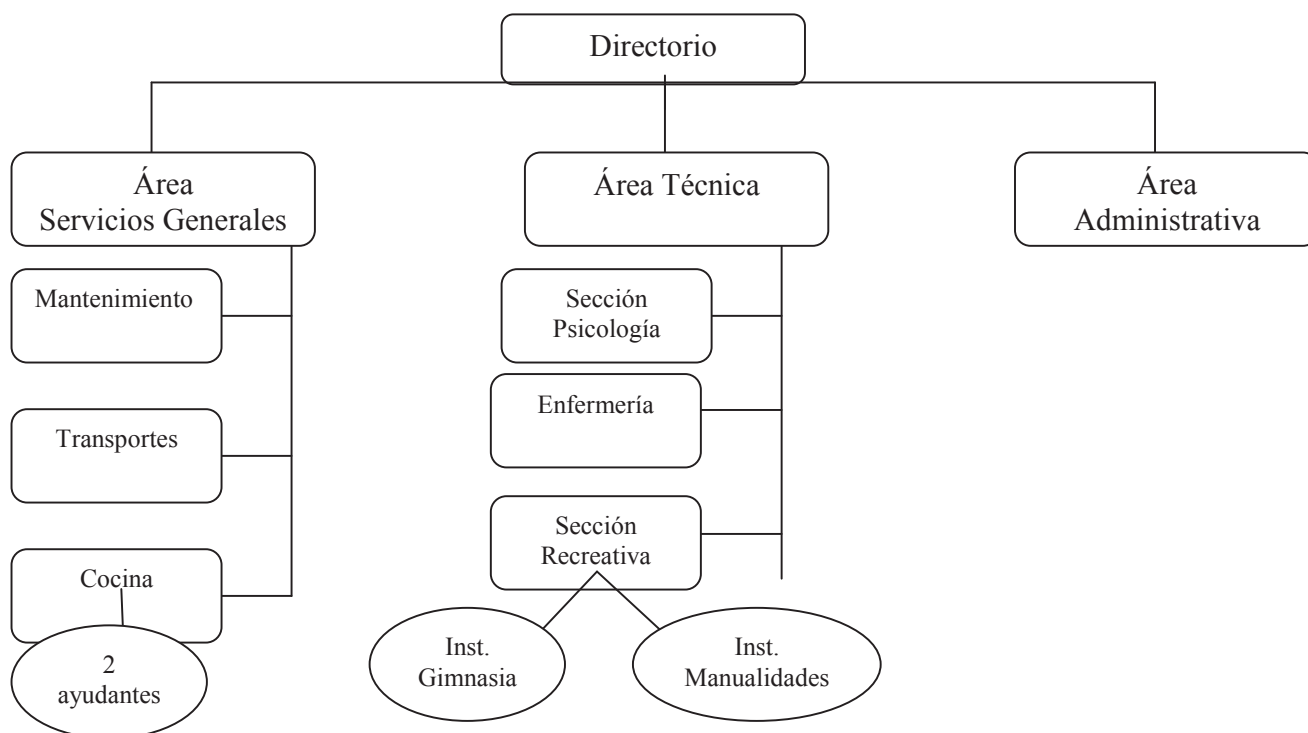 Directorio
Área
Servicios Generales
Área Técnica
Área
Administrativa
Mantenimiento
Transportes
Cocina
2
ayudantes
Sección
Psicología
Enfermería
Sección
Recreativa
Inst.
Gimnasia
Inst.
Manualidades